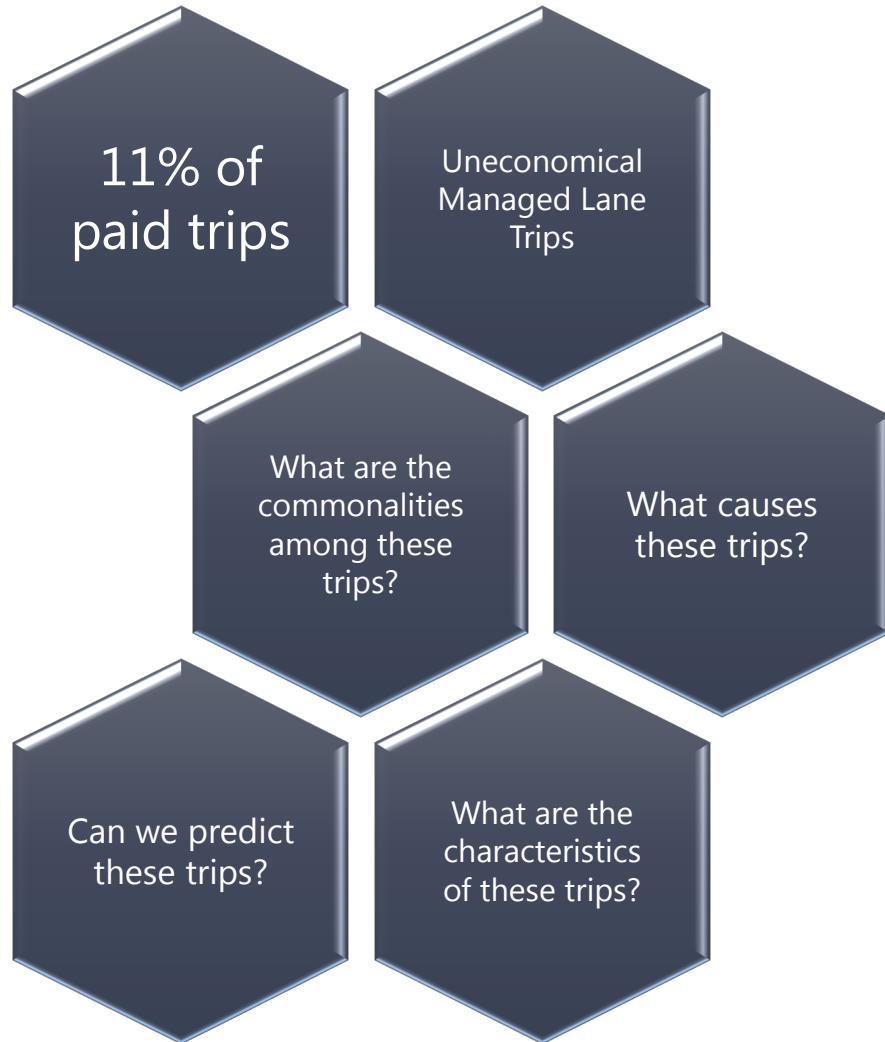 11% of
paid trips
Uneconomical
Managed Lane
Trips
What are the
commonalities
among these
trips?
What causes
these trips?
Can we predict
these trips?
What are the
characteristics
of these trips?